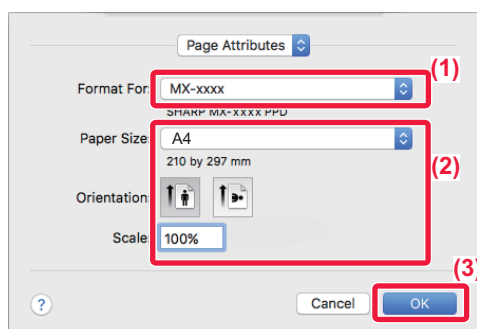 Page Attributes
(1)
Format For: MX-xxxx
SHARP MX-xxxx PPD
Paper Size: A4
210 by 297 mm
(2)
Orientation:
Scale: 100%
(3)
? Cancel OK